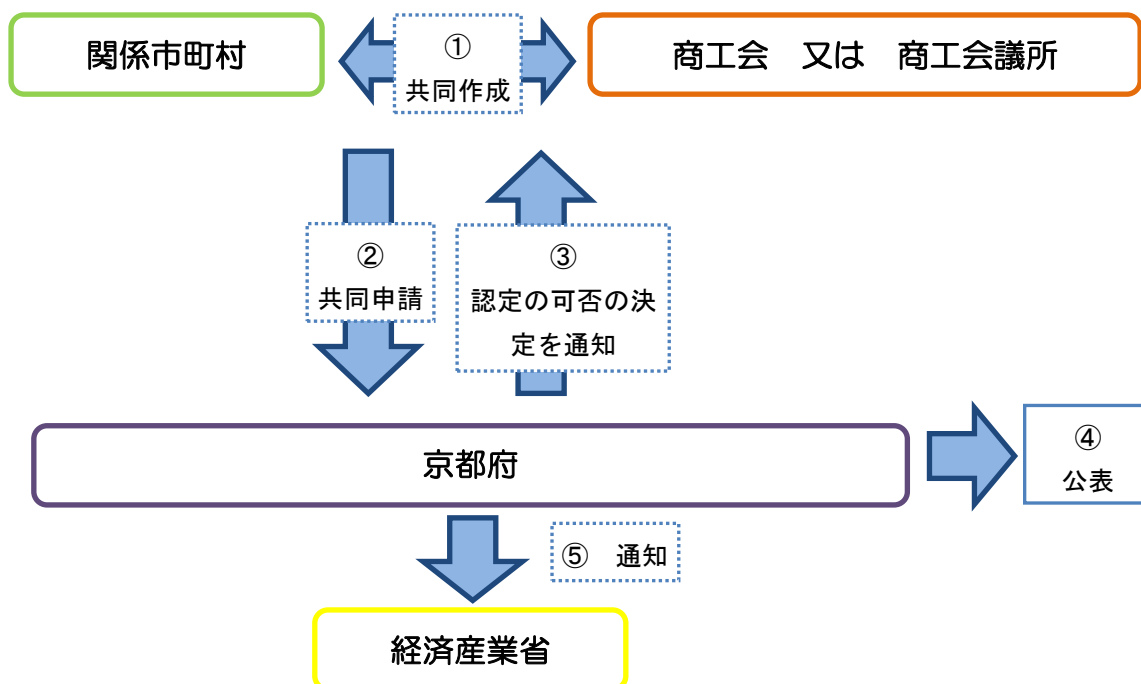 関係市町村
①
共同作成
商工会　又は　商工会議所
②
共同申請
③
認定の可否の決
定を通知
京都府
④
公表
⑤　通知
経済産業省